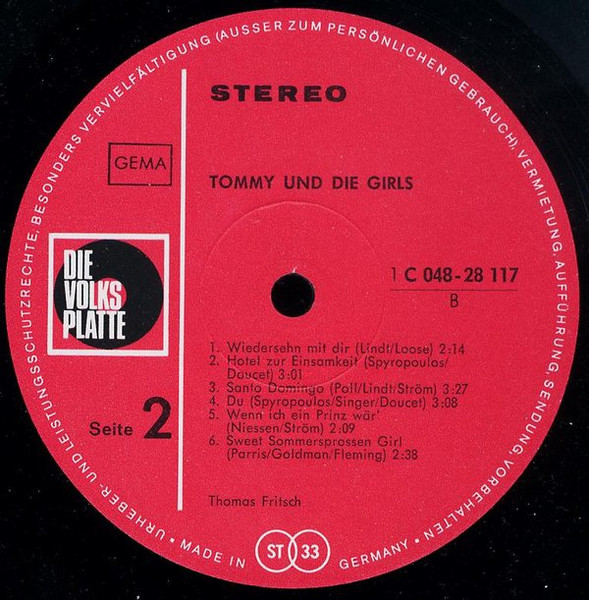 URHEBER- UND LEISTUNGSSCHUTZRECHTE, BESONDERS VERVIELFÄLTIGUNG (AUSSER ZUM PERSÖNLICHEN GEBRAUCH), VERMIETUNG, AUFFÜHRUNG, SENDUNG, VORBEHALTEN
STEREO
GEMA
TOMMY UND DIE GIRLS
DIE
VOLKS
PLATTE
1 C 048-28 117
B
1. Wiedersehn mit dir (Lindt/Loose) 2:14
2. Hotel zur Einsamkeit (Spyropoulos/
Doucet) 3:01
3. Santo Domingo (Poll/Lindt/Ström) 3:27
4. Du (Spyropoulos/Singer/Doucet) 3:08
5. Wenn ich ein Prinz wär'
(Niessen/Ström) 2:09
6. Sweet Sommersprossen Girl
(Parris/Goldman/Fleming) 2:38
Seite 2
Thomas Fritsch
• MADE IN ST 33 GERMANY •